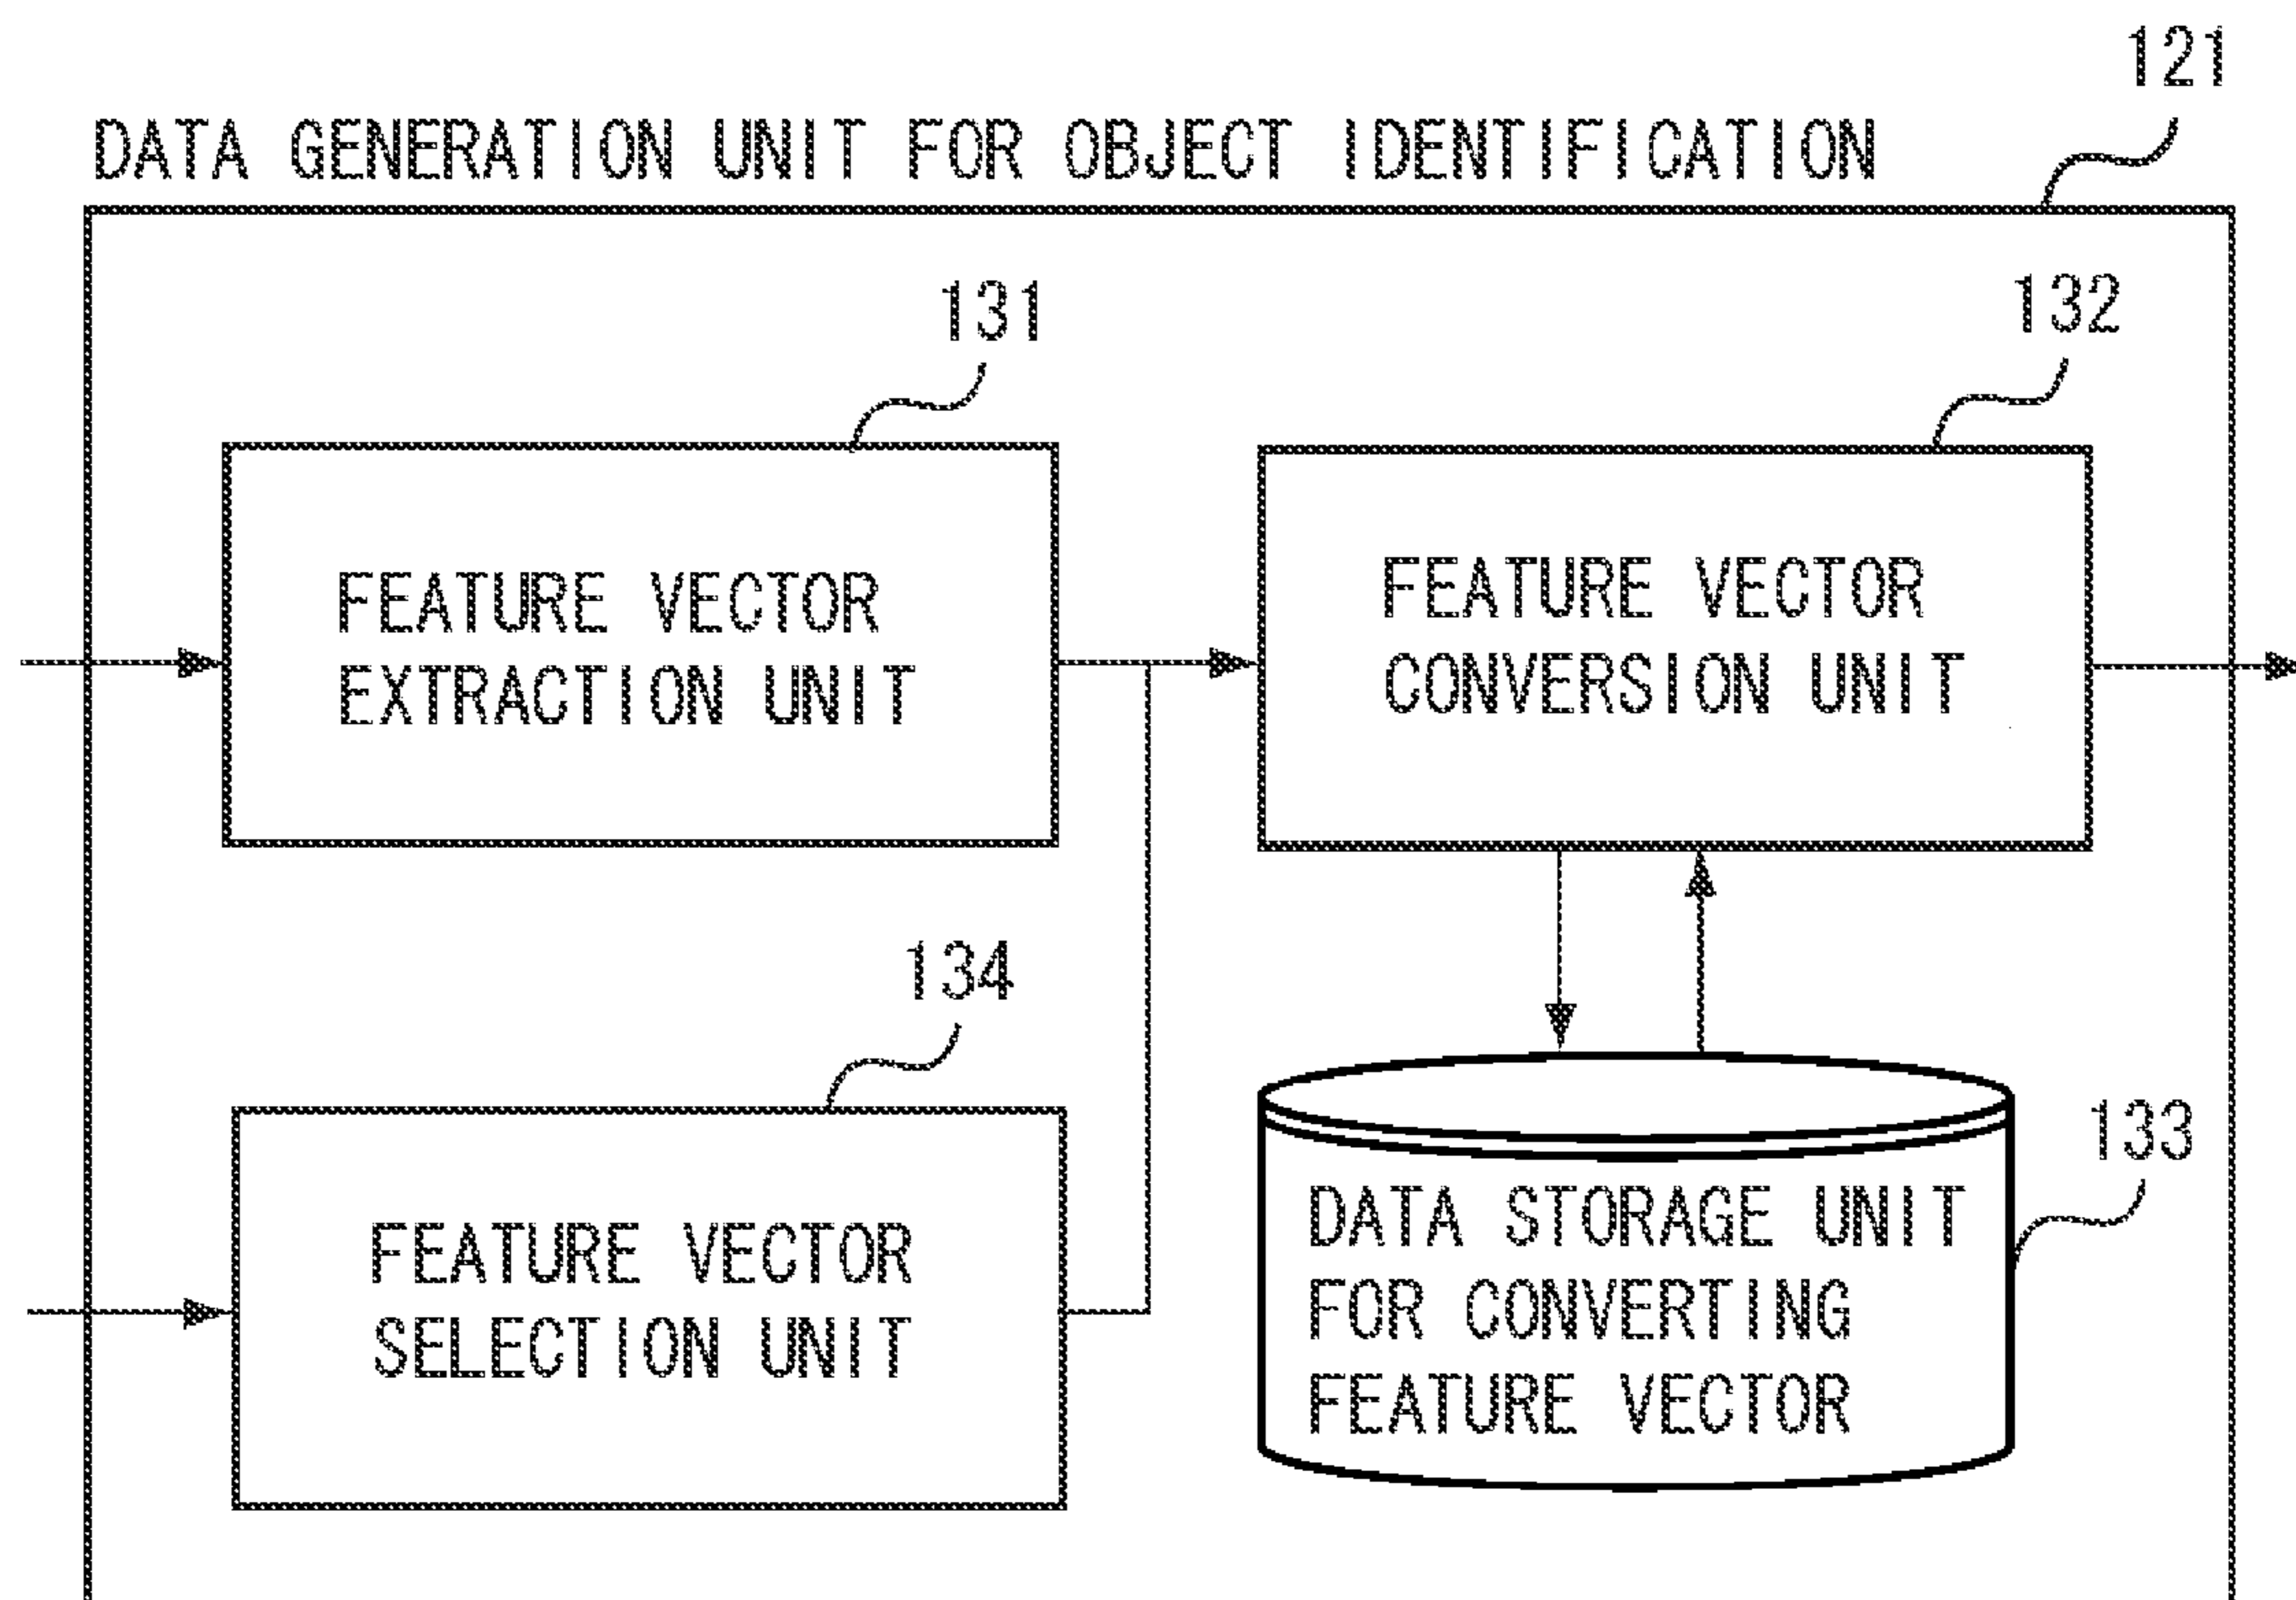 121
DATA GENERATION UNIT FOR OBJECT IDENTIFICATION
131
132
FEATURE VECTOR
EXTRACTION UNIT
FEATURE VECTOR
CONVERSION UNIT
134
133
FEATURE VECTOR
SELECTION UNIT
DATA STORAGE UNIT
FOR CONVERTING
FEATURE VECTOR